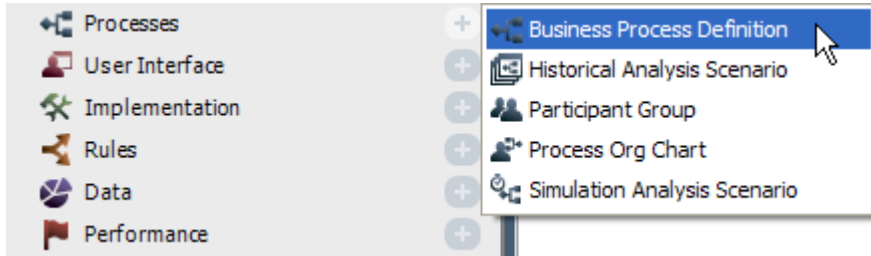 Processes
User Interface
Implementation
Rules
Data
Performance
Business Process Definition
Historical Analysis Scenario
Participant Group
Process Org Chart
Simulation Analysis Scenario